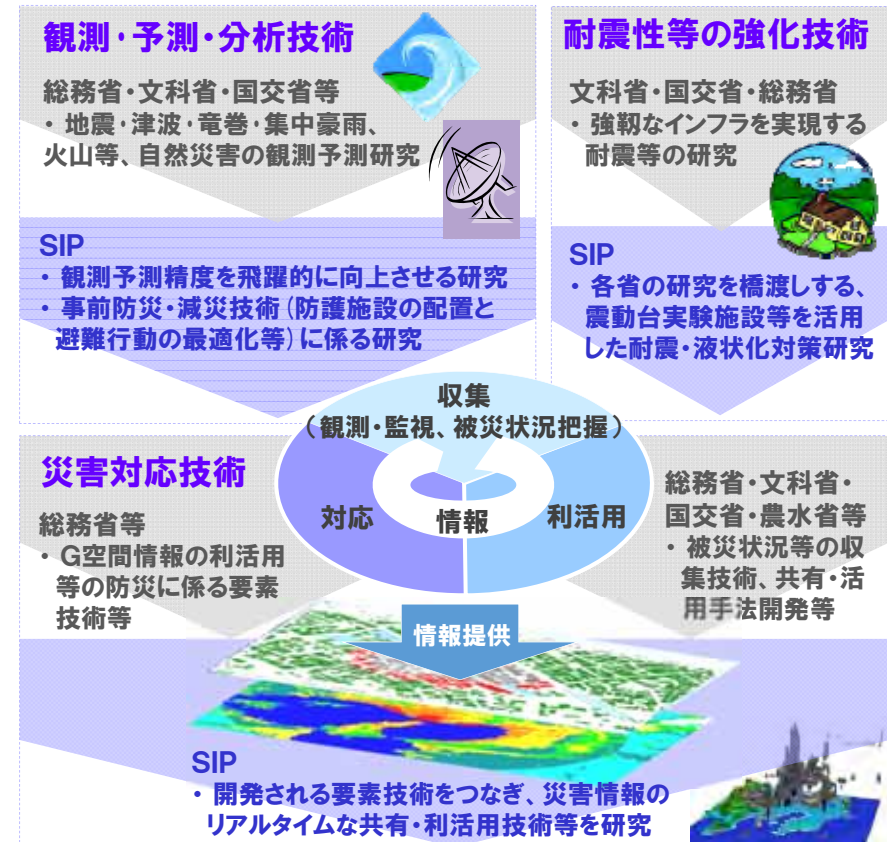 観測・予測・分析技術
総務省・文科省・国交省等
・ 地震・津波・竜巻・集中豪雨、
火山等、自然災害の観測予測研究
SIP
・ 観測予測精度を飛躍的に向上させる研究
・ 事前防災・減災技術(防護施設の配置と
避難行動の最適化等)に係る研究
耐震性等の強化技術
文科省・国交省・総務省
・ 強靱なインフラを実現する
耐震等の研究
SIP
・ 各省の研究を橋渡しする、
震動台実験施設等を活用
した耐震・液状化対策研究
収集
(観測・監視、被災状況把握)
対応
情報
利活用
災害対応技術
総務省等
・ G空間情報の利活用
等の防災に係る要素
技術等
総務省・文科省・
国交省・農水省等
・ 被災状況等の収
集技術、共有・活
用手法開発等
情報提供
SIP
・ 開発される要素技術をつなぎ、災害情報の
リアルタイムな共有・利活用技術等を研究